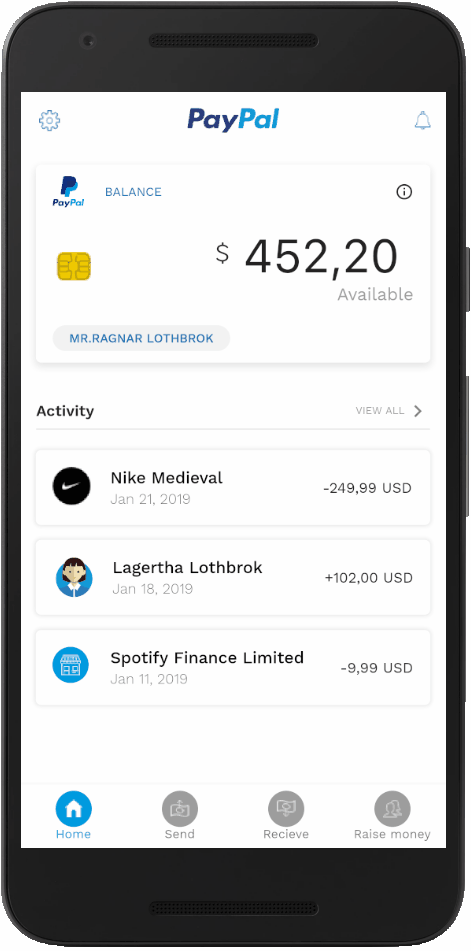 PayPal
PayPal
BALANCE
$ 452,20
Available
MR.RAGNAR LOTHBROK
Activity
VIEW ALL
Nike Medieval
Jan 21, 2019
-249,99 USD
Lagertha Lothbrok
Jan 18, 2019
+102,00 USD
Spotify Finance Limited
Jan 11, 2019
-9,99 USD
Home
Send
Recieve
Raise money